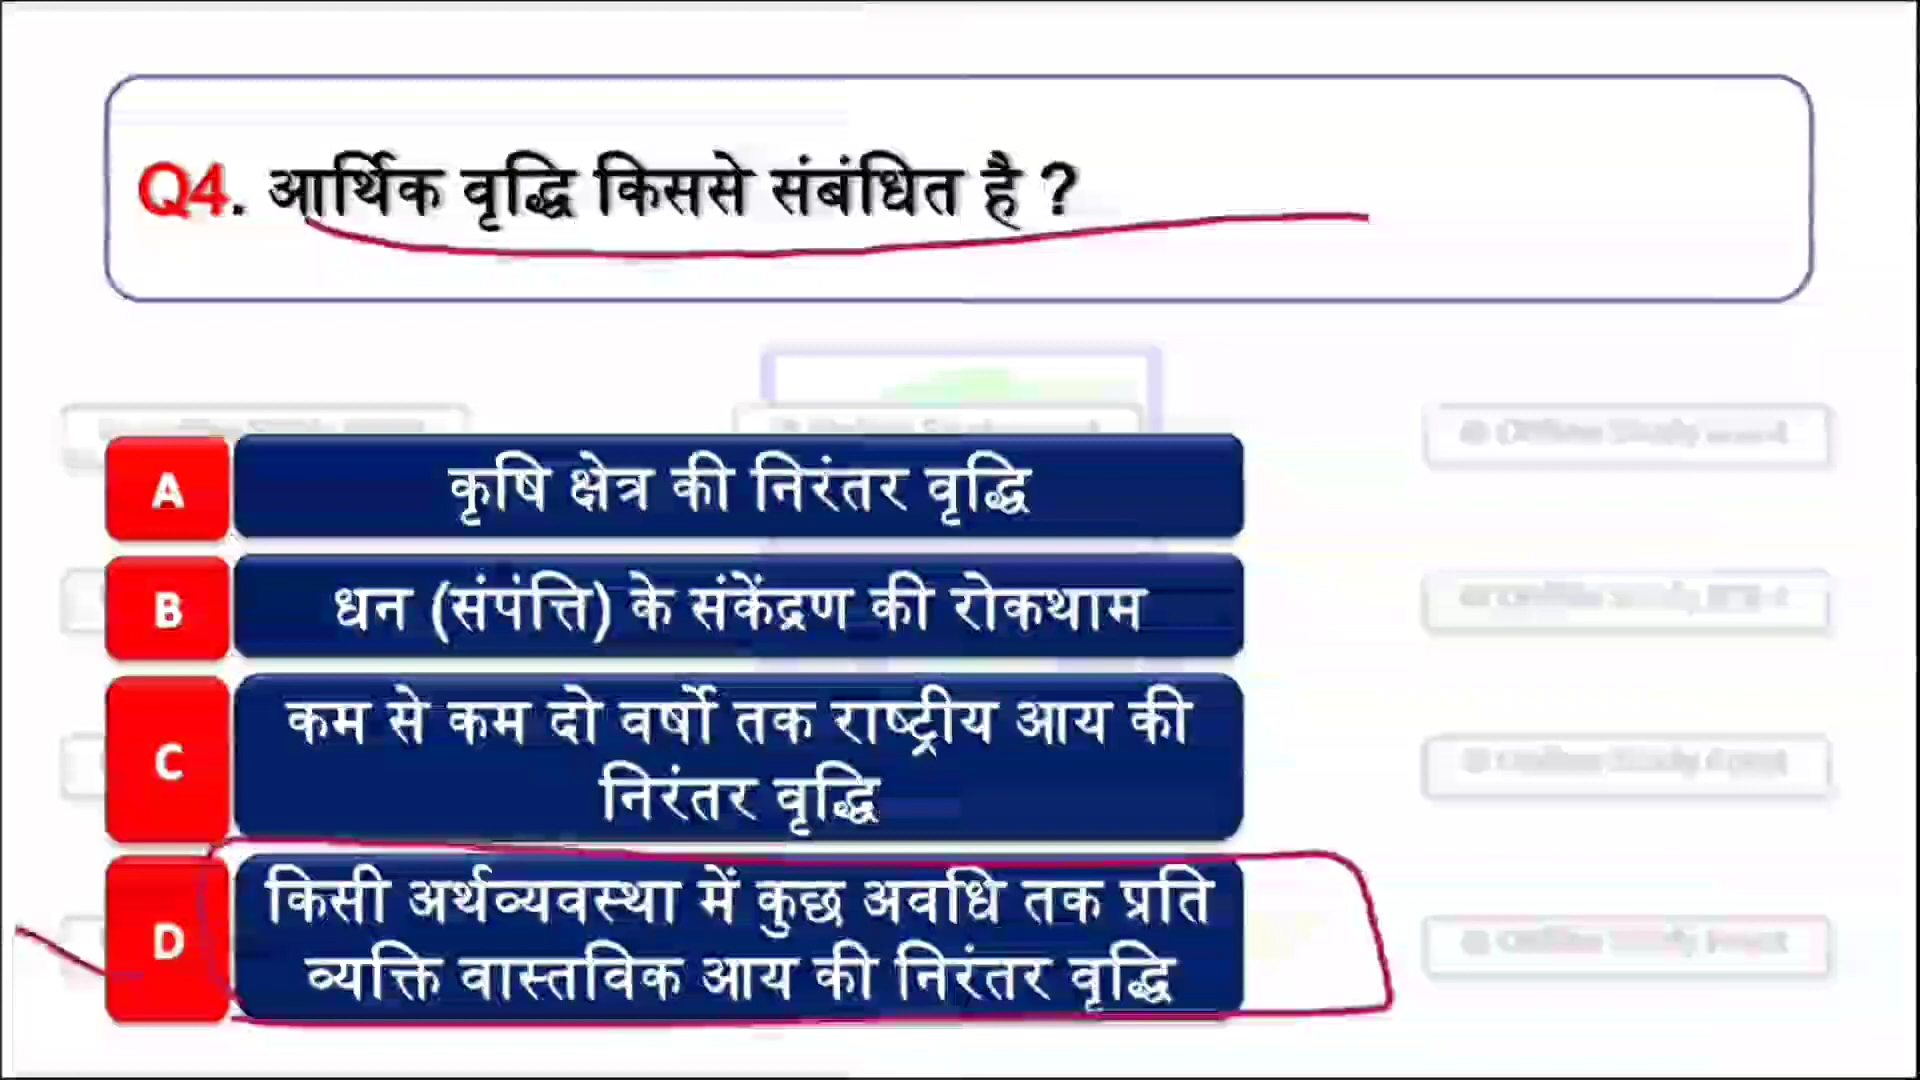 Q4. आर्थिक वृद्धि किससे संबंधित है ?
A
कृषि क्षेत्र की निरंतर वृद्धि
B
धन (संपंत्ति) के संकेंद्रण की रोकथाम
C
कम से कम दो वर्षो तक राष्ट्रीय आय की
निरंतर वृद्धि
D
किसी अर्थव्यवस्था में कुछ अवधि तक प्रति
व्यक्ति वास्तविक आय की निरंतर वृद्धि